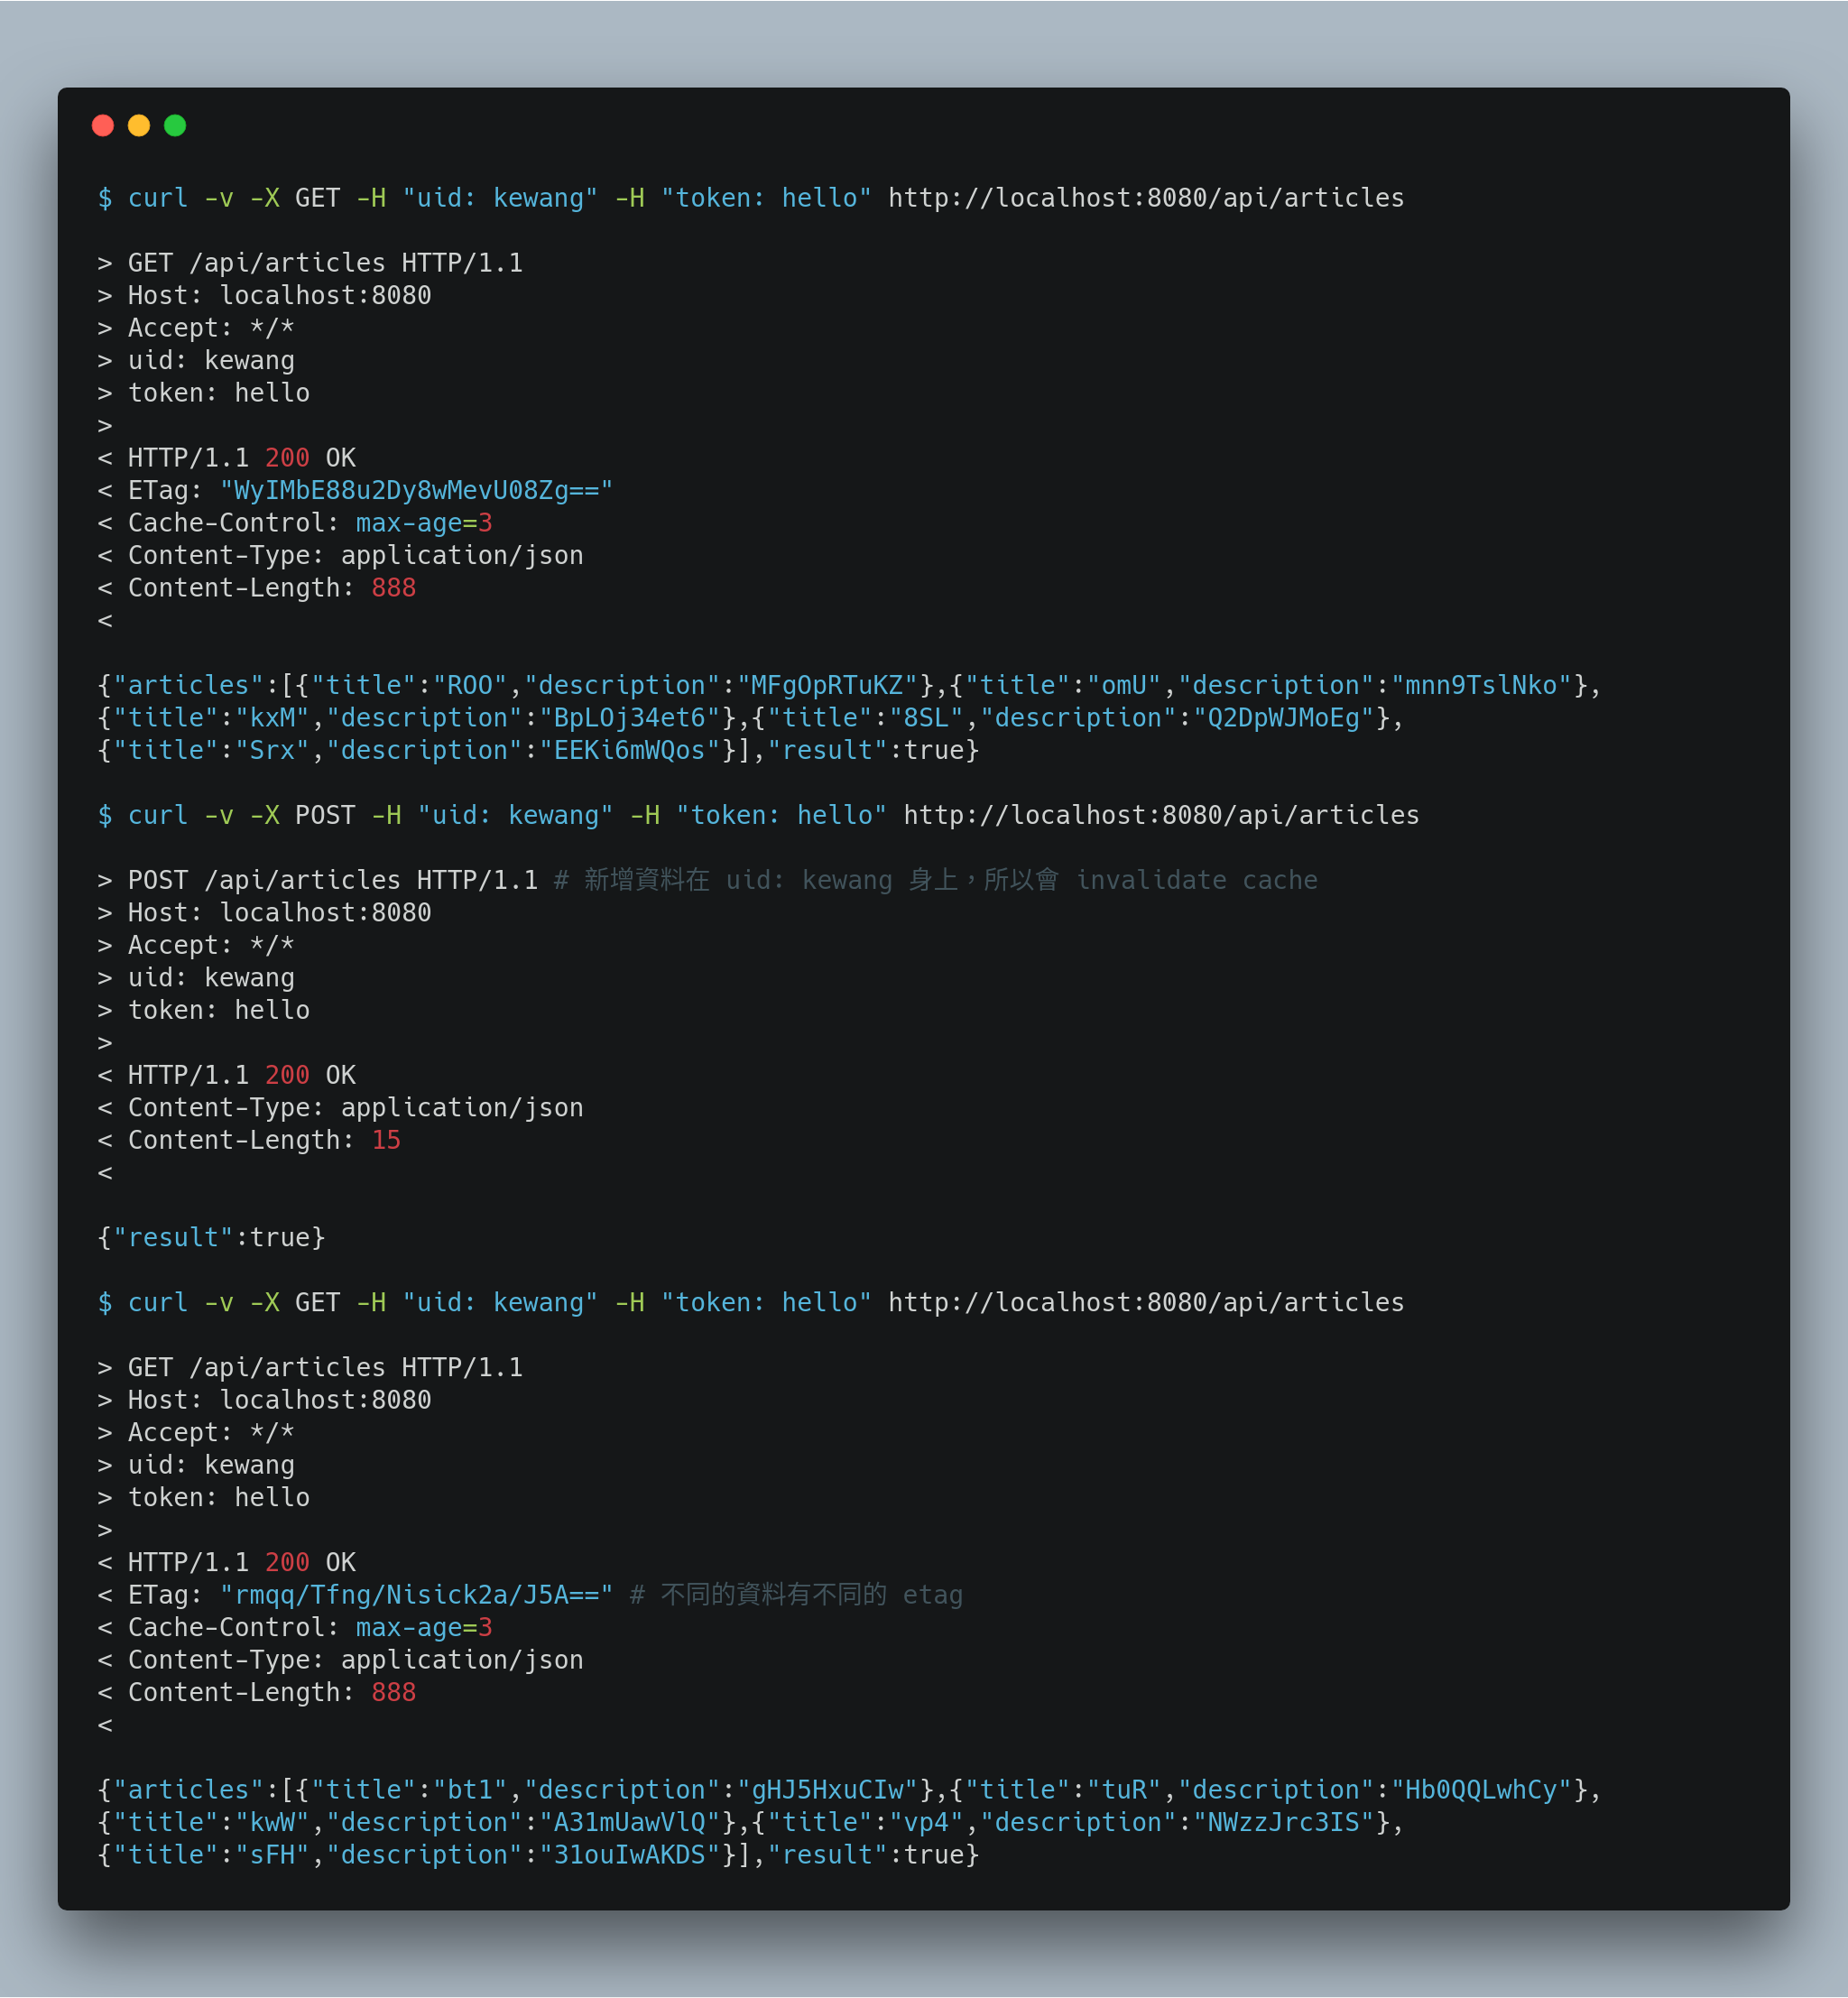 $ curl -v -X GET -H "uid: kewang" -H "token: hello" http://localhost:8080/api/articles
> GET /api/articles HTTP/1.1
> Host: localhost:8080
> Accept: */*
> uid: kewang
> token: hello
>
< HTTP/1.1 200 OK
< ETag: "WyIMbE88u2Dy8wMevU08Zg=="
< Cache-Control: max-age=3
< Content-Type: application/json
< Content-Length: 888
<
{"articles":[{"title":"ROO","description":"MFgOpRTuKZ"},{"title":"omU","description":"mnn9TslNko"},
{"title":"kxM","description":"BpLOj34et6"},{"title":"8SL","description":"Q2DpWJMoEg"},
{"title":"Srx","description":"EEKi6mWQos"}],"result":true}
$ curl -v -X POST -H "uid: kewang" -H "token: hello" http://localhost:8080/api/articles
> POST /api/articles HTTP/1.1 # 新增資料在 uid: kewang 身上，所以會 invalidate cache
> Host: localhost:8080
> Accept: */*
> uid: kewang
> token: hello
>
< HTTP/1.1 200 OK
< Content-Type: application/json
< Content-Length: 15
<
{"result":true}
$ curl -v -X GET -H "uid: kewang" -H "token: hello" http://localhost:8080/api/articles
> GET /api/articles HTTP/1.1
> Host: localhost:8080
> Accept: */*
> uid: kewang
> token: hello
>
< HTTP/1.1 200 OK
< ETag: "rmqq/Tfng/Nisick2a/J5A==" # 不同的資料有不同的 etag
< Cache-Control: max-age=3
< Content-Type: application/json
< Content-Length: 888
<
{"articles":[{"title":"bt1","description":"gHJ5HxuCIw"},{"title":"tuR","description":"Hb0QQLwhCy"},
{"title":"kwW","description":"A31mUawVlQ"},{"title":"vp4","description":"NWzzJrc3IS"},
{"title":"sFH","description":"31ouIwAKDS"}],"result":true}